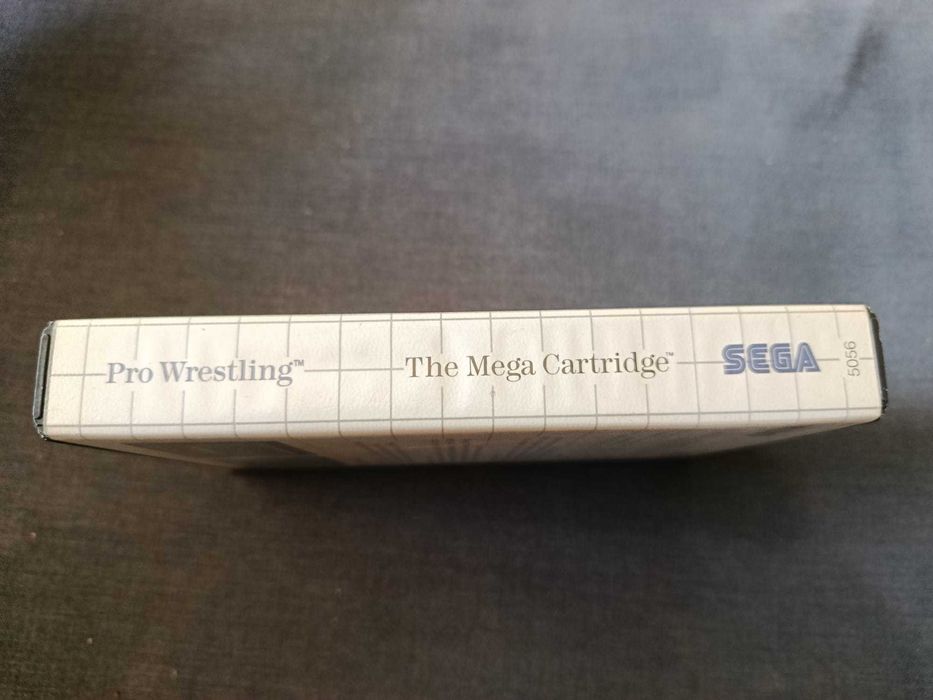 Pro Wrestling™ The Mega Cartridge™ SEGA 5056